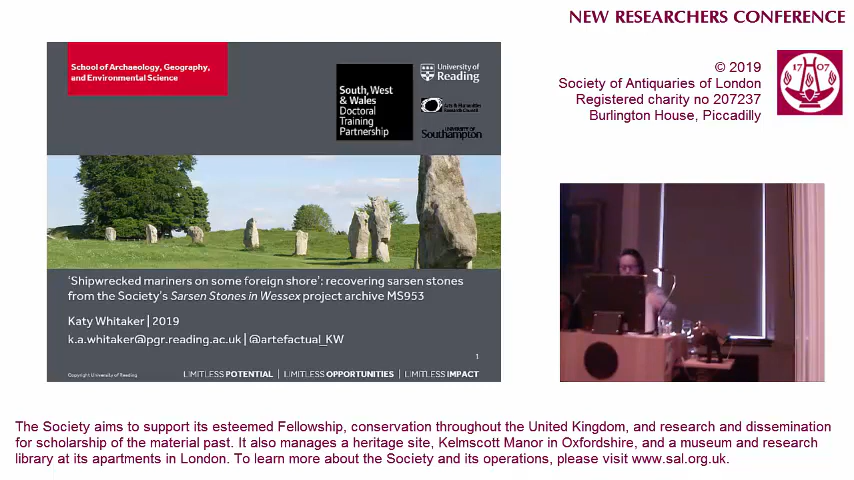 NEW RESEARCHERS CONFERENCE
© 2019
Society of Antiquaries of London
Registered charity no 207237
Burlington House, Piccadilly
1707
School of Archaeology, Geography,
and Environmental Science
South, West
& Wales
Doctoral
Training
Partnership
University of
Reading
Arts & Humanities
Research Council
UNIVERSITY OF
Southampton
'Shipwrecked mariners on some foreign shore': recovering sarsen stones
from the Society's Sarsen Stones in Wessex project archive MS953
Katy Whitaker | 2019
k.a.whitaker@pgr.reading.ac.uk | @artefactual_KW
1
Copyright University of Reading
LIMITLESS POTENTIAL | LIMITLESS OPPORTUNITIES | LIMITLESS IMPACT
The Society aims to support its esteemed Fellowship, conservation throughout the United Kingdom, and research and dissemination
for scholarship of the material past. It also manages a heritage site, Kelmscott Manor in Oxfordshire, and a museum and research
library at its apartments in London. To learn more about the Society and its operations, please visit www.sal.org.uk.